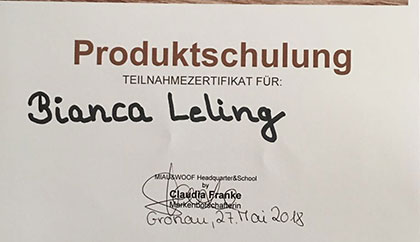 Produktschulung
TEILNAHMEZERTIFIKAT FÜR:
Bianca Leling
MIAU&WOOF Headquarter&School
by
Claudia Franke
Markenbotschafterin
Gronau, 27. Mai 2018